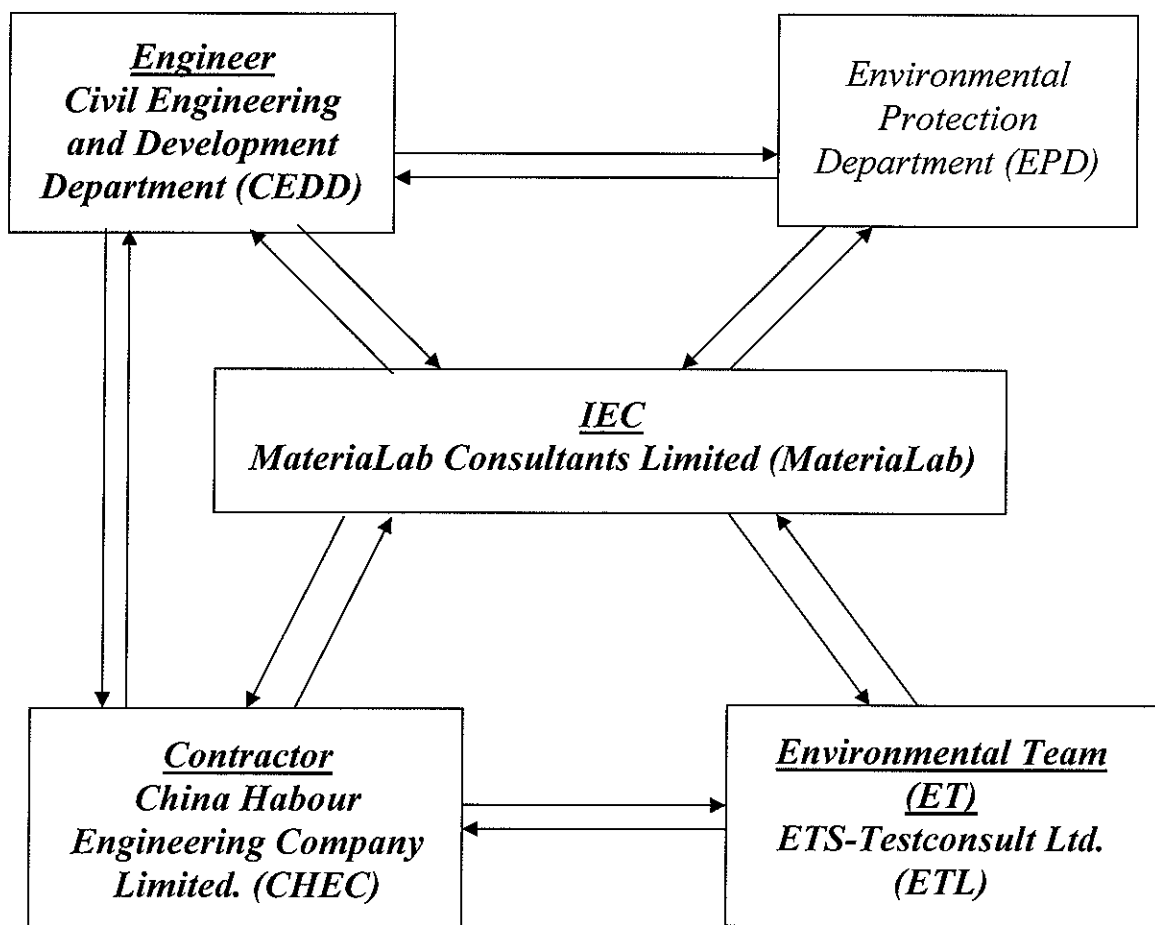 Engineer
Civil Engineering
and Development
Department (CEDD)
Environmental
Protection
Department (EPD)
IEC
MateriaLab Consultants Limited (MateriaLab)
Contractor
China Habour
Engineering Company
Limited. (CHEC)
Environmental Team
(ET)
ETS-Testconsult Ltd.
(ETL)